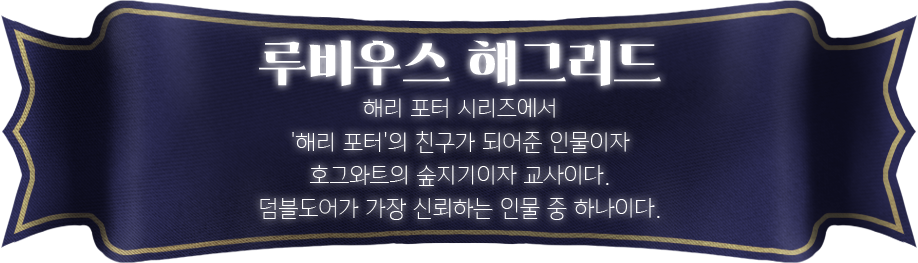 루비우스 해그리드
해리 포터 시리즈에서
'해리 포터'의 친구가 되어준 인물이자
호그와트의 숲지기이자 교사이다.
덤블도어가 가장 신뢰하는 인물 중 하나이다.